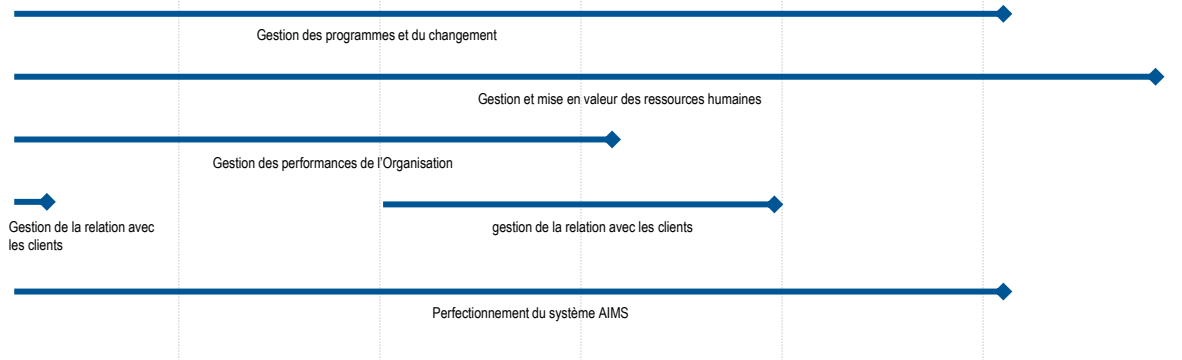 Gestion des programmes et du changement
Gestion et mise en valeur des ressources humaines
Gestion des performances de l’Organisation
Gestion de la relation avec
les clients
gestion de la relation avec les clients
Perfectionnement du système AIMS